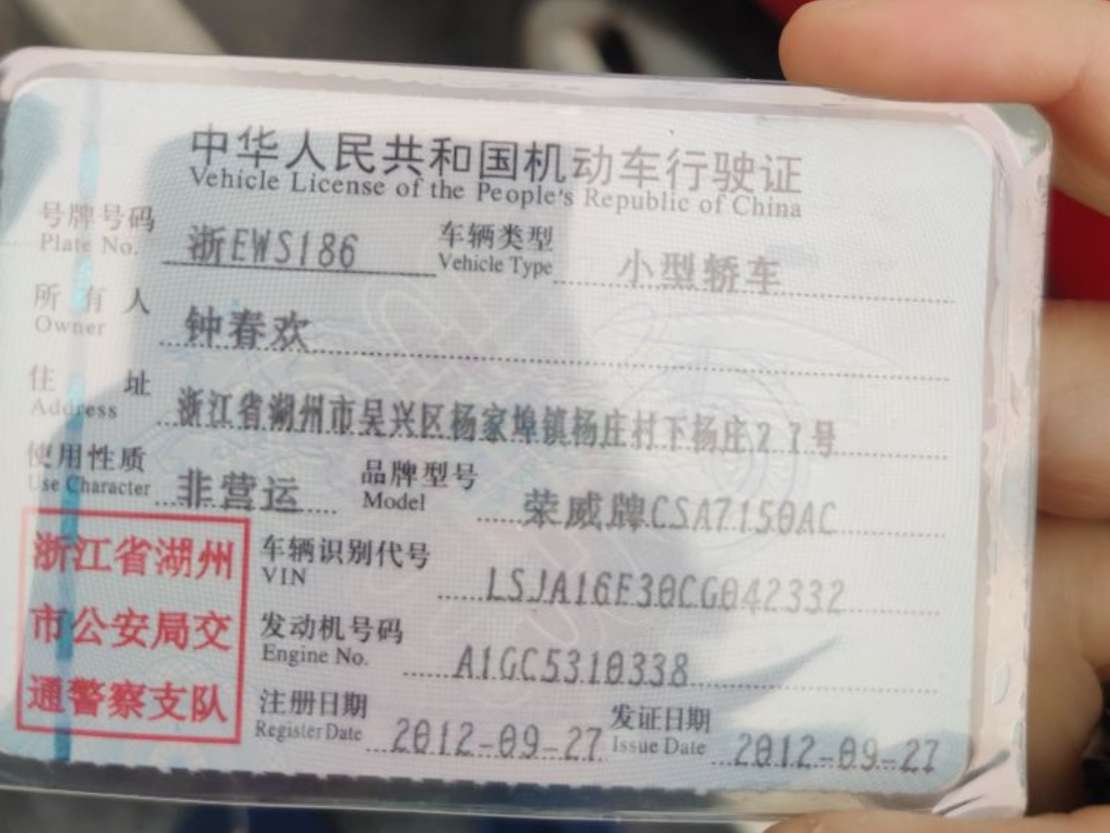 中华人民共和国机动车行驶证
Vehicle License of the People's Republic of China
号牌号码 浙EWS186 车辆类型 小型轿车
Plate No. Vehicle Type
所有人 钟春欢
Owner
住址 浙江省湖州市吴兴区杨家埠镇杨庄村下杨庄27号
Address
使用性质 非营运 品牌型号 荣威牌CSA7150AC
Use Character Model
浙江省湖州
市公安局交
通警察支队
车辆识别代号 LSJA16E30CG042332
VIN
发动机号码 A1GC5310338
Engine No.
注册日期 2012-09-27 发证日期 2012-09-27
Register Date Issue Date